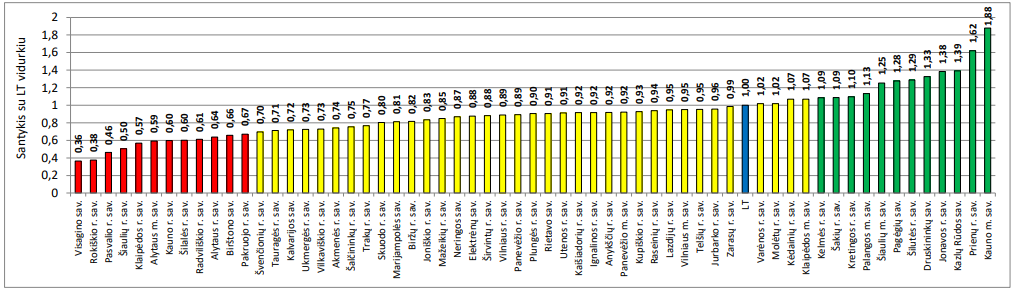 Santykis su LT vidurkiu
2
1,8
1,6
1,4
1,2
1
0,8
0,6
0,4
0,2
0
0,36
0,38
0,46
0,50
0,57
0,59
0,60
0,60
0,61
0,64
0,66
0,67
0,70
0,71
0,72
0,73
0,73
0,74
0,75
0,77
0,80
0,81
0,82
0,83
0,85
0,87
0,88
0,88
0,89
0,89
0,90
0,91
0,91
0,92
0,92
0,92
0,92
0,93
0,94
0,95
0,95
0,95
0,96
0,99
1,00
1,02
1,02
1,07
1,07
1,09
1,09
1,10
1,13
1,25
1,28
1,29
1,33
1,38
1,39
1,62
1,88
Visagino sav.
Rokiškio r. sav.
Pasvalio r. sav.
Šiaulių r. sav.
Klaipėdos r. sav.
Alytaus m. sav.
Kauno r. sav.
Šilalės r. sav.
Radviliškio r. sav.
Alytaus r. sav.
Birštono sav.
Pakruojo r. sav.
Švenčionių r. sav.
Tauragės r. sav.
Kalvarijos sav.
Ukmergės r. sav.
Vilkaviškio r. sav.
Akmenės r. sav.
Šalčininkų r. sav.
Trakų r. sav.
Skuodo r. sav.
Marijampolės sav.
Biržų r. sav.
Joniškio r. sav.
Mažeikių r. sav.
Neringos sav.
Elektrėnų sav.
Širvintų r. sav.
Vilniaus r. sav.
Panevėžio r. sav.
Plungės r. sav.
Rietavo sav.
Utenos r. sav.
Kaišiadorių r. sav.
Ignalinos r. sav.
Anykščių r. sav.
Panevėžio m. sav.
Kupiškio r. sav.
Raseinių r. sav.
Lazdijų r. sav.
Vilniaus m. sav.
Telšių r. sav.
Jurbarko r. sav.
Zarasų r. sav.
LT
Varėnos r. sav.
Molėtų r. sav.
Kėdainių r. sav.
Klaipėdos m. sav.
Kelmės r. sav.
Šakių r. sav.
Kretingos r. sav.
Palangos m. sav.
Šiaulių m. sav.
Pagėgių sav.
Šilutės r. sav.
Druskininkų sav.
Jonavos r. sav.
Kazlų Rūdos sav.
Prienų r. sav.
Kauno m. sav.